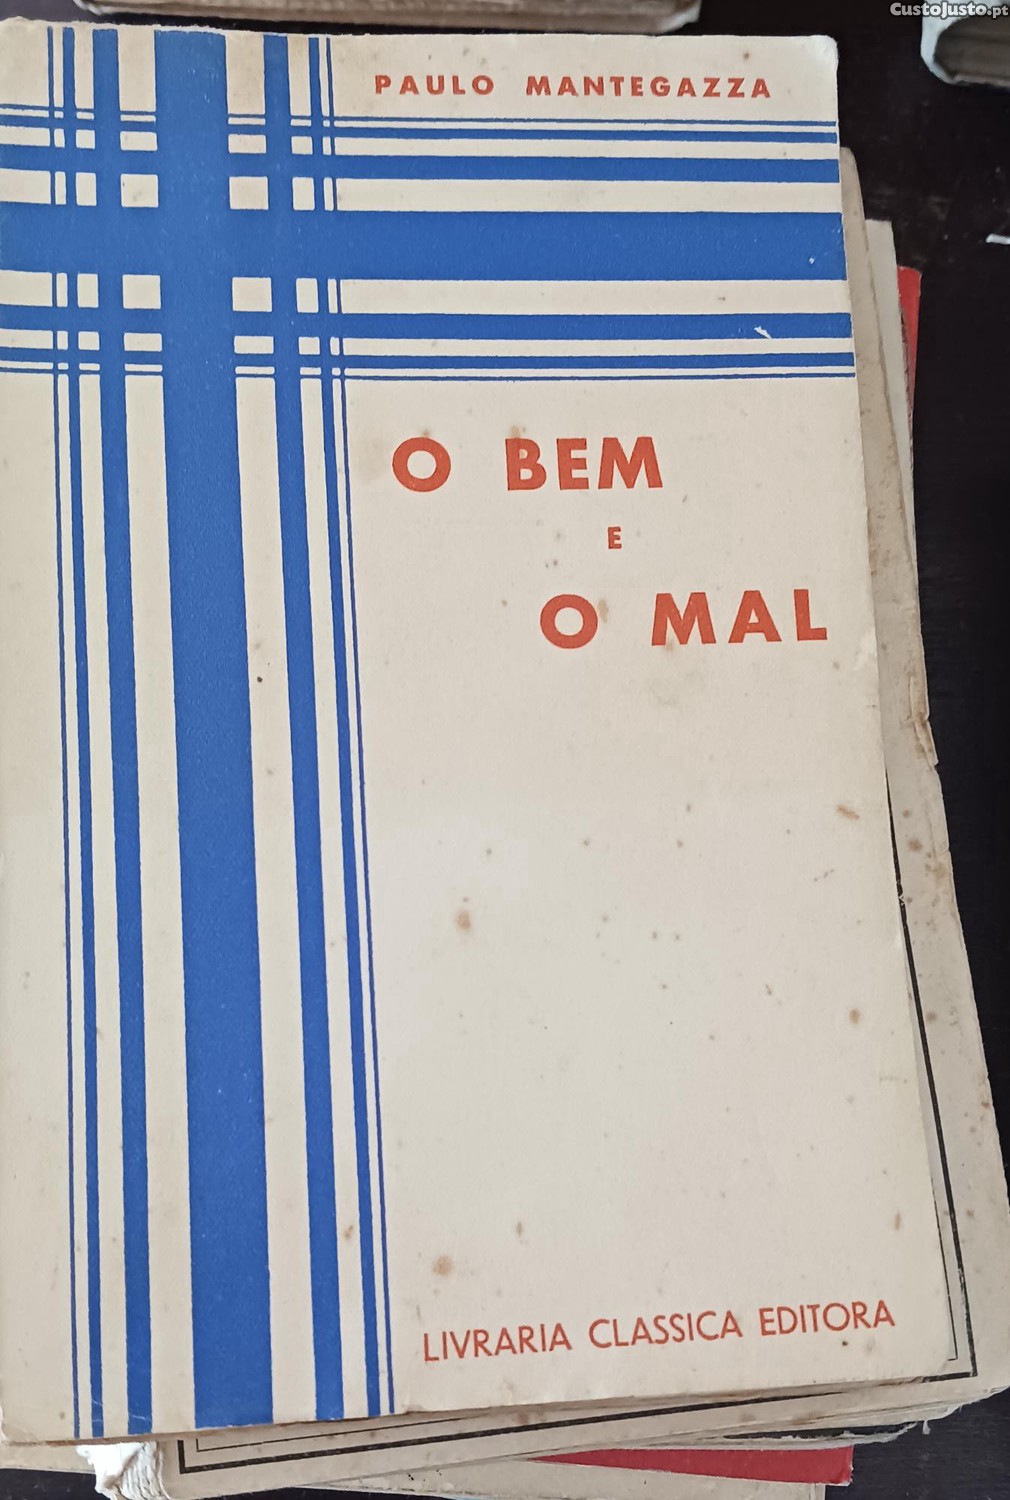 CustoJusto.pt
PAULO MANTEGAZZA
O BEM
E
O MAL
LIVRARIA CLASSICA EDITORA